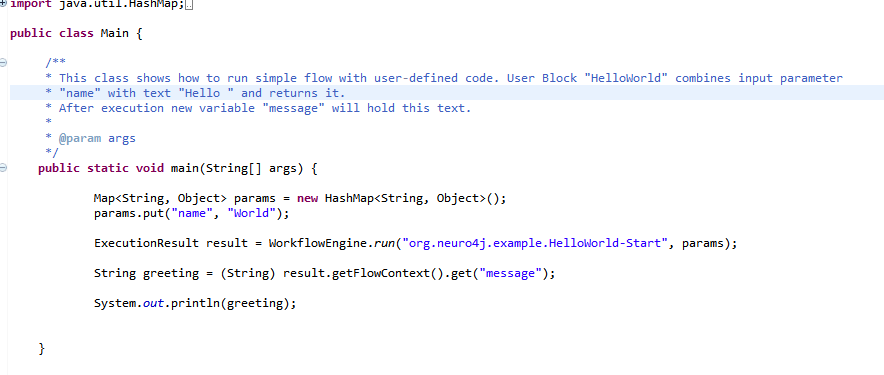 import java.util.HashMap;
public class Main {
/**
* This class shows how to run simple flow with user-defined code. User Block "HelloWorld" combines input parameter
* "name" with text "Hello " and returns it.
* After execution new variable "message" will hold this text.
*
* @param args
*/
public static void main(String[] args) {
Map<String, Object> params = new HashMap<String, Object>();
params.put("name", "World");
ExecutionResult result = WorkflowEngine.run("org.neuro4j.example.HelloWorld-Start", params);
String greeting = (String) result.getFlowContext().get("message");
System.out.println(greeting);
}